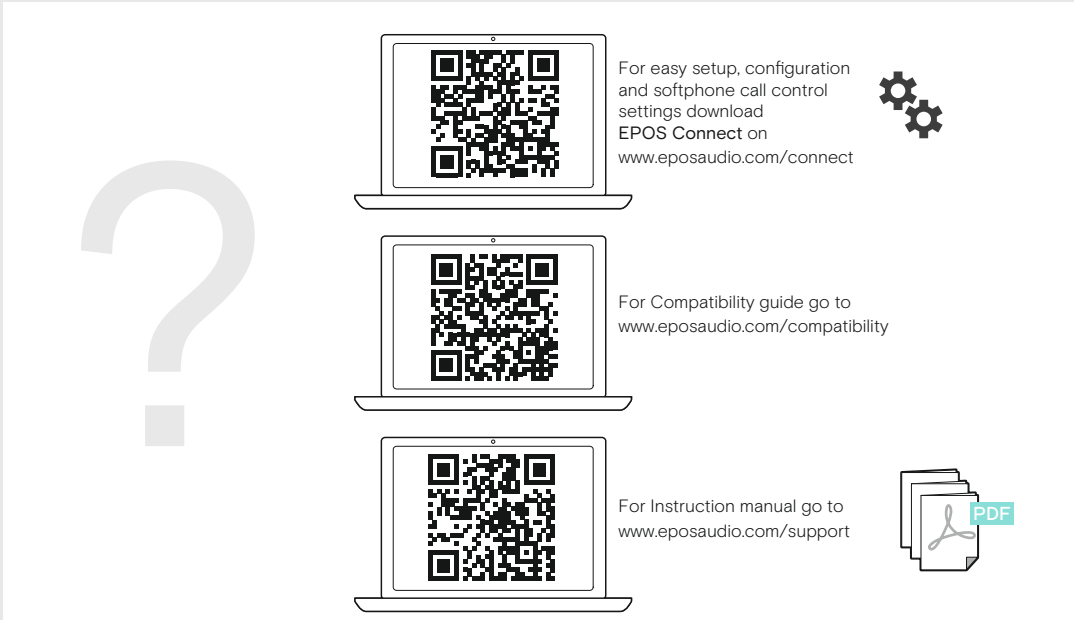 For easy setup, configuration
and softphone call control
settings download
EPOS Connect on
www.eposaudio.com/connect
?
For Compatibility guide go to
www.eposaudio.com/compatibility
For Instruction manual go to
www.eposaudio.com/support
PDF